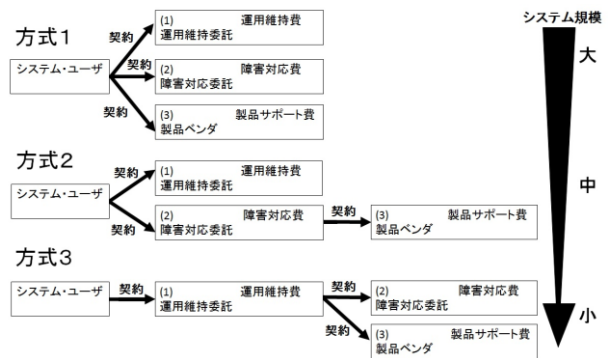 システム規模
方式1
システム・ユーザ
契約
契約
契約
(1) 運用維持費
運用維持委託
(2) 障害対応費
障害対応委託
(3) 製品サポート費
製品ベンダ
大
方式2
システム・ユーザ
契約
契約
(1) 運用維持費
運用維持委託
(2) 障害対応費
障害対応委託
契約
(3) 製品サポート費
製品ベンダ
中
方式3
システム・ユーザ
契約
(1) 運用維持費
運用維持委託
契約
契約
(2) 障害対応費
障害対応委託
(3) 製品サポート費
製品ベンダ
小